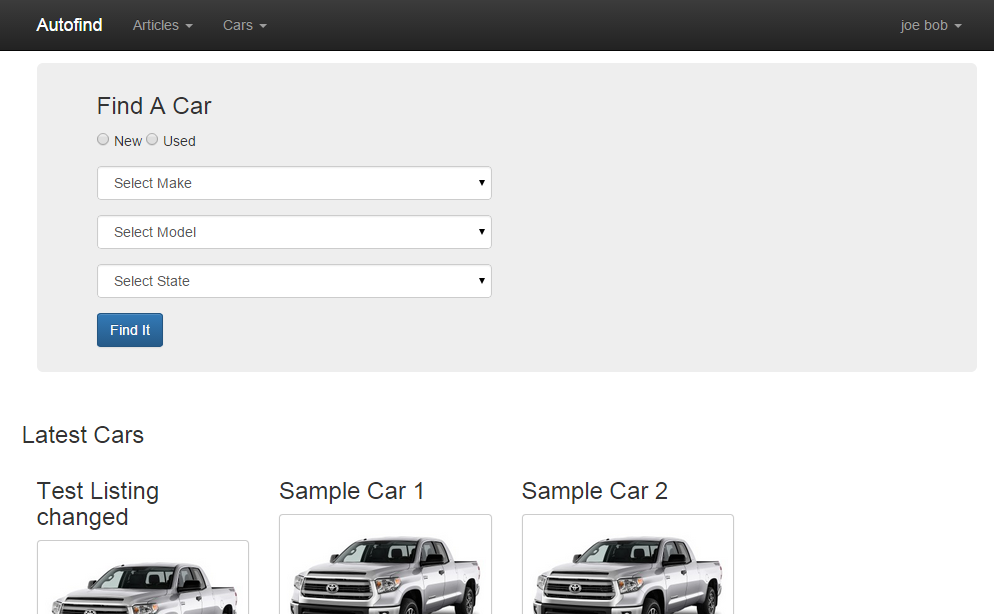 Autofind Articles Cars joe bob
Find A Car
New Used
Select Make
Select Model
Select State
Find It
Latest Cars
Test Listing changed
Sample Car 1
Sample Car 2